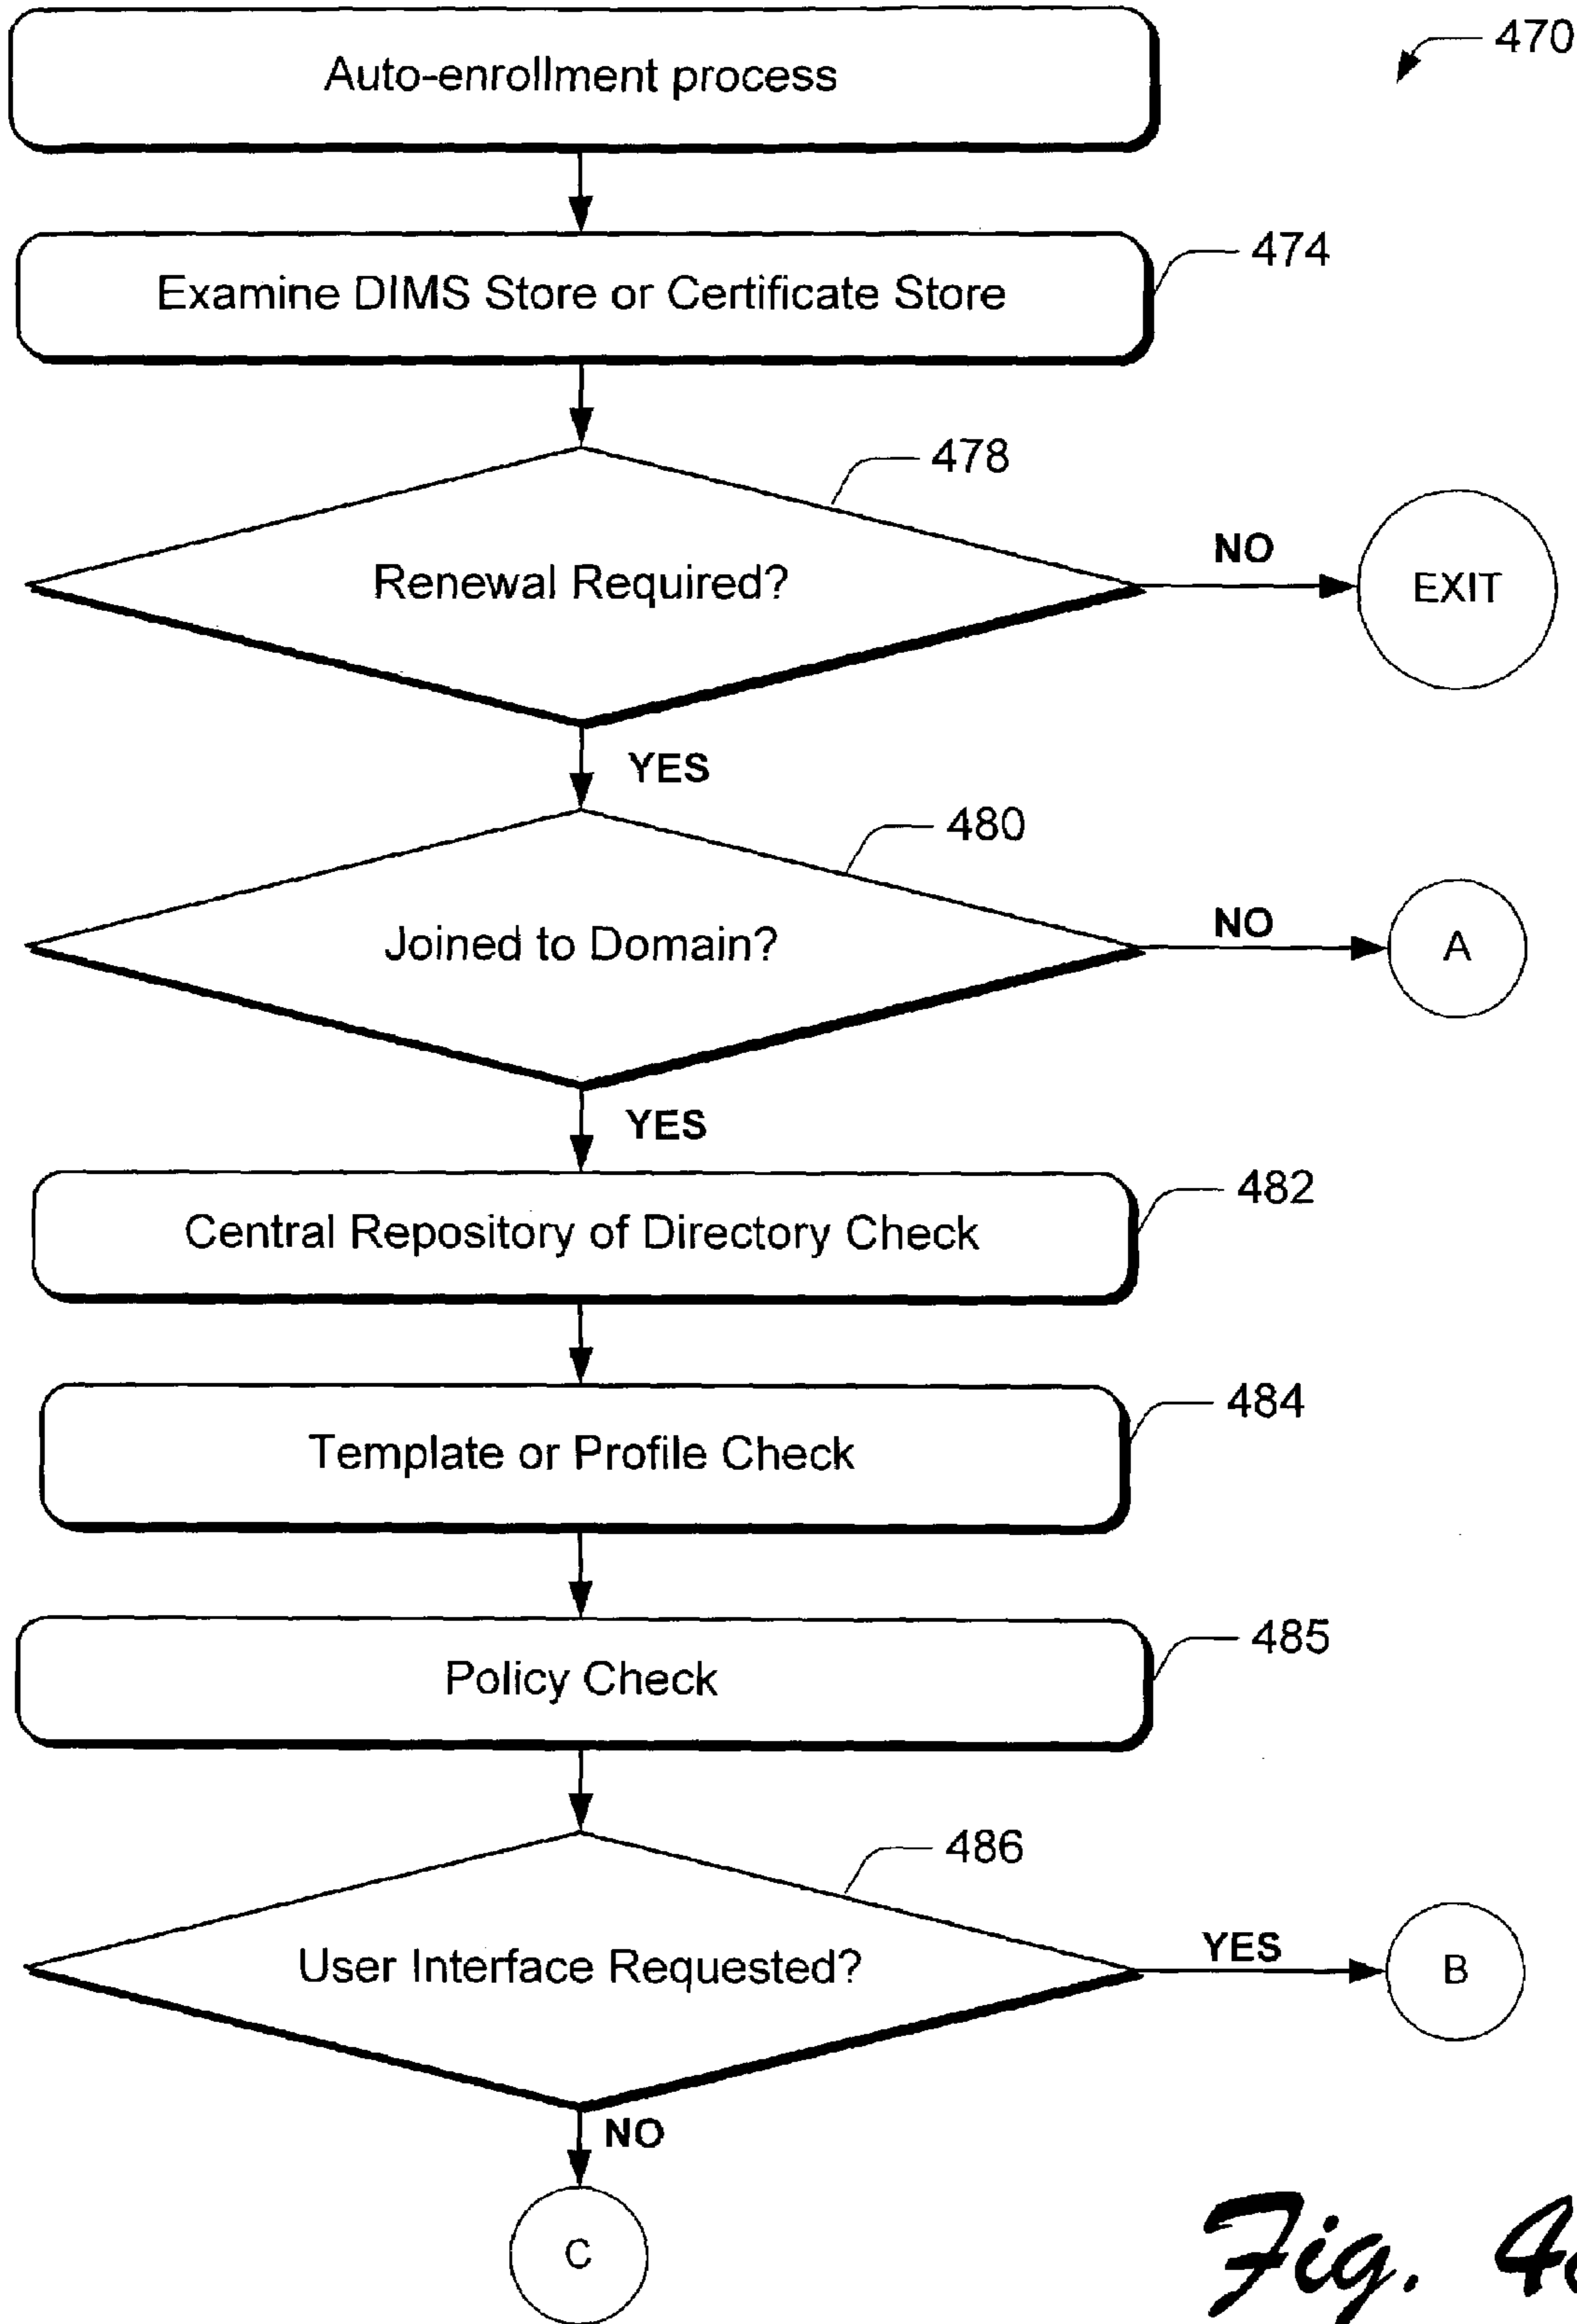 470
Auto-enrollment process
474
Examine DIMS Store or Certificate Store
478
Renewal Required?
NO
EXIT
YES
480
Joined to Domain?
NO
A
YES
482
Central Repository of Directory Check
484
Template or Profile Check
485
Policy Check
486
User Interface Requested?
YES
B
NO
C
Fig.